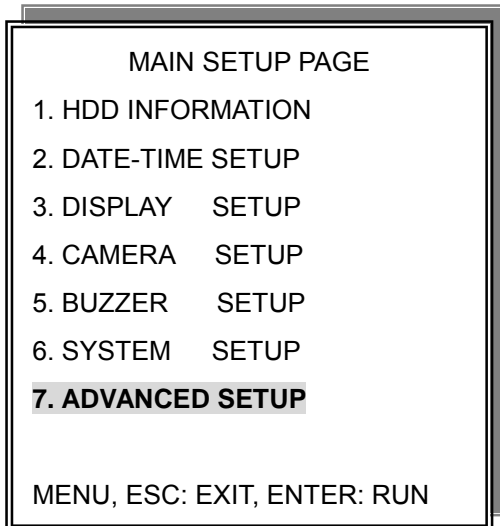 MAIN SETUP PAGE
1. HDD INFORMATION
2. DATE-TIME SETUP
3. DISPLAY SETUP
4. CAMERA SETUP
5. BUZZER SETUP
6. SYSTEM SETUP
7. ADVANCED SETUP
MENU, ESC: EXIT, ENTER: RUN